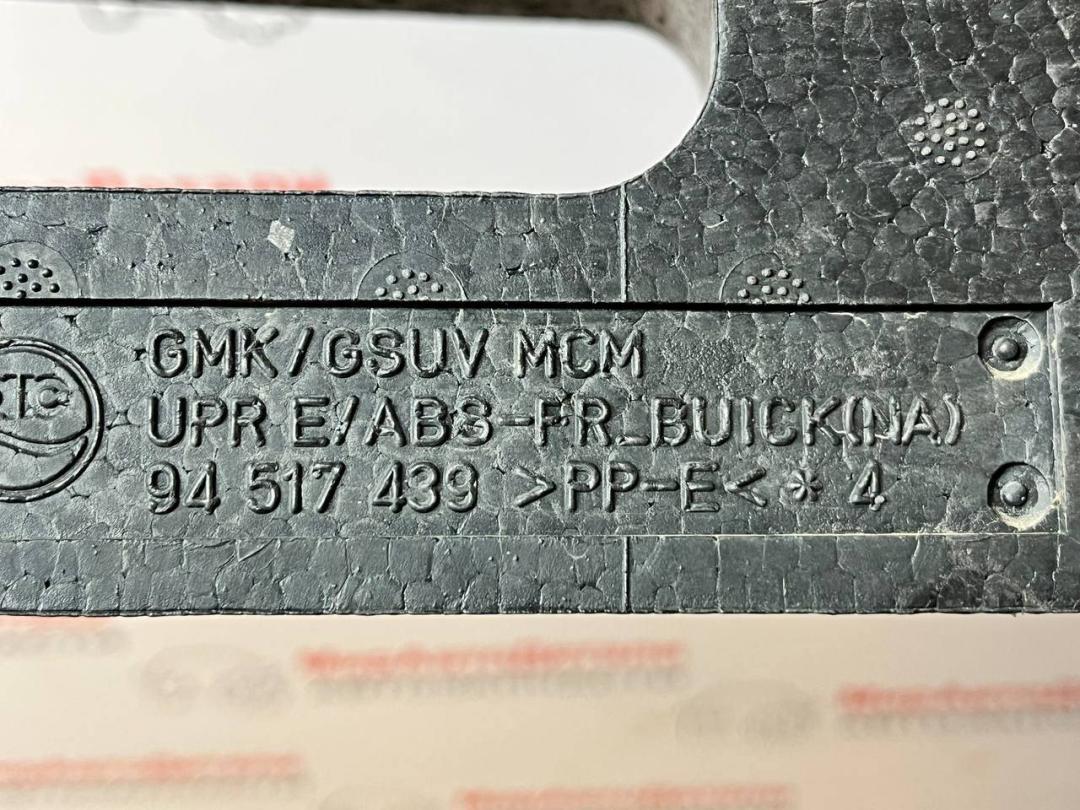 GMK/GSUV MCM
UPR E/ABS-FR_BUICK(NA)
94 517 439 >PP-E< * 4